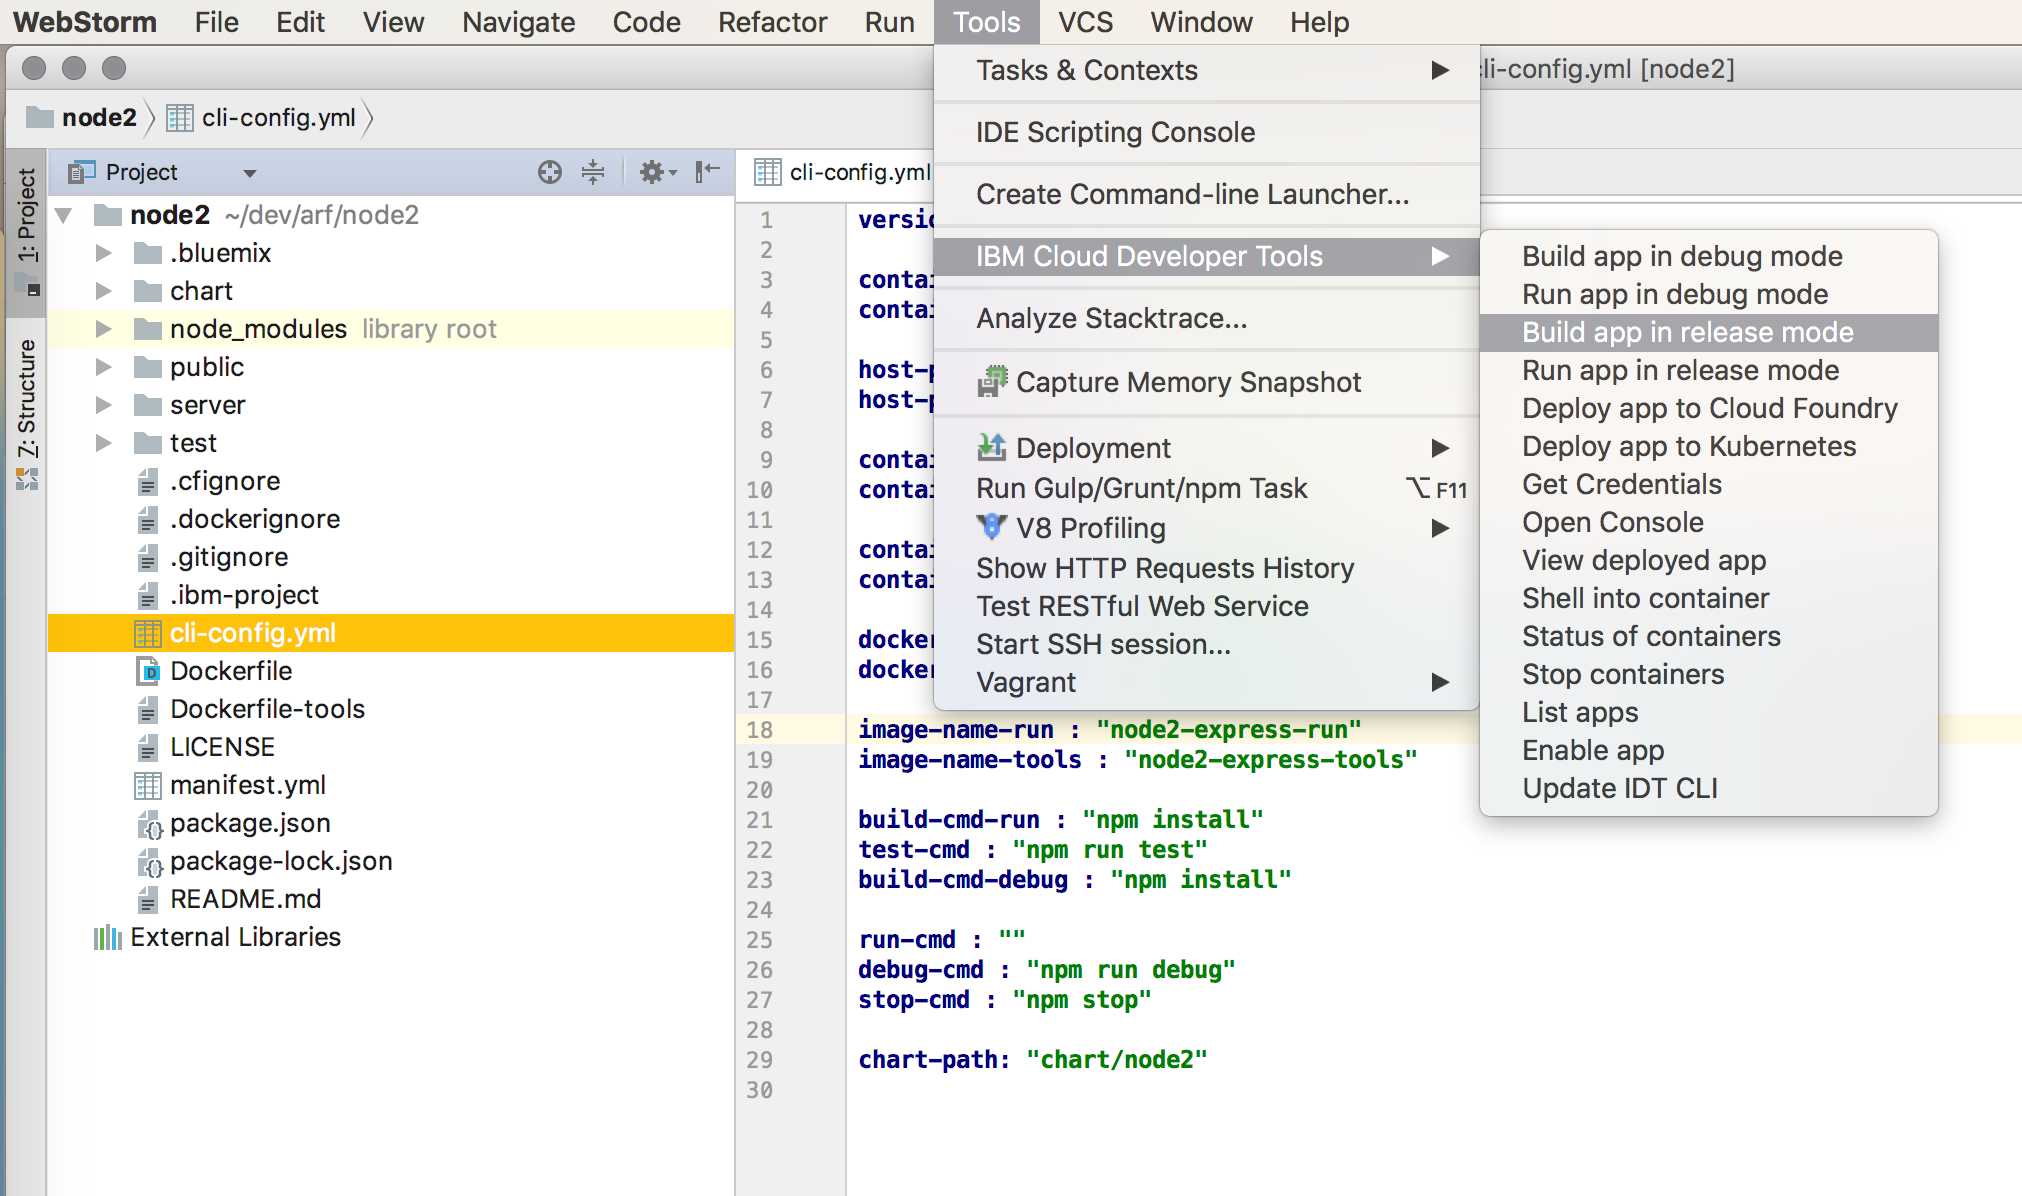 WebStorm File Edit View Navigate Code Refactor Run Tools VCS Window Help
cli-config.yml [node2]
node2 cli-config.yml
1: Project
7: Structure
Project
node2 ~/dev/arf/node2
.bluemix
chart
node_modules library root
public
server
test
.cfignore
.dockerignore
.gitignore
.ibm-project
cli-config.yml
Dockerfile
Dockerfile-tools
LICENSE
manifest.yml
package.json
package-lock.json
README.md
External Libraries
cli-config.yml
1 versio
2
3 contai
4 contai
5
6 host-p
7 host-p
8
9 contai
10 contai
11
12 contai
13 contai
14
15 docker
16 docker
17
18 image-name-run : "node2-express-run"
19 image-name-tools : "node2-express-tools"
20
21 build-cmd-run : "npm install"
22 test-cmd : "npm run test"
23 build-cmd-debug : "npm install"
24
25 run-cmd : ""
26 debug-cmd : "npm run debug"
27 stop-cmd : "npm stop"
28
29 chart-path: "chart/node2"
30
Tasks & Contexts
IDE Scripting Console
Create Command-line Launcher...
IBM Cloud Developer Tools
Analyze Stacktrace...
Capture Memory Snapshot
Deployment
Run Gulp/Grunt/npm Task ⌥F11
V8 Profiling
Show HTTP Requests History
Test RESTful Web Service
Start SSH session...
Vagrant
Build app in debug mode
Run app in debug mode
Build app in release mode
Run app in release mode
Deploy app to Cloud Foundry
Deploy app to Kubernetes
Get Credentials
Open Console
View deployed app
Shell into container
Status of containers
Stop containers
List apps
Enable app
Update IDT CLI